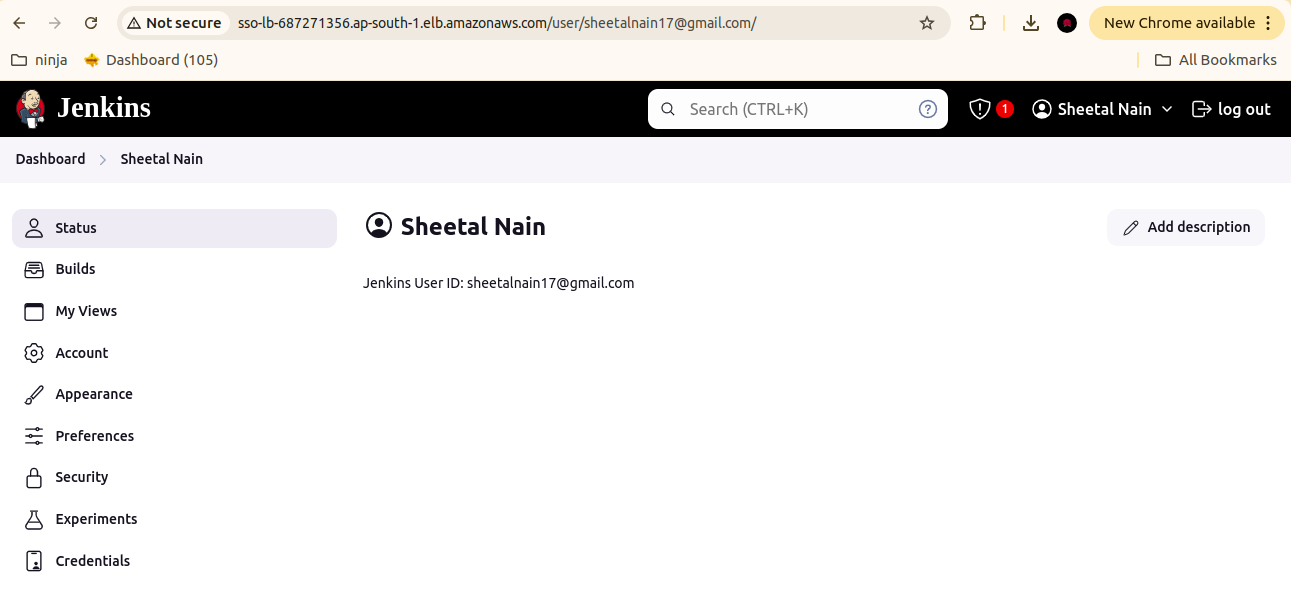 Not secure sso-lb-687271356.ap-south-1.elb.amazonaws.com/user/sheetalnain17@gmail.com/ New Chrome available
ninja Dashboard (105) All Bookmarks
Jenkins Search (CTRL+K) ? 1 Sheetal Nain log out
Dashboard Sheetal Nain
Status
Builds
My Views
Account
Appearance
Preferences
Security
Experiments
Credentials
Sheetal Nain Add description
Jenkins User ID: sheetalnain17@gmail.com